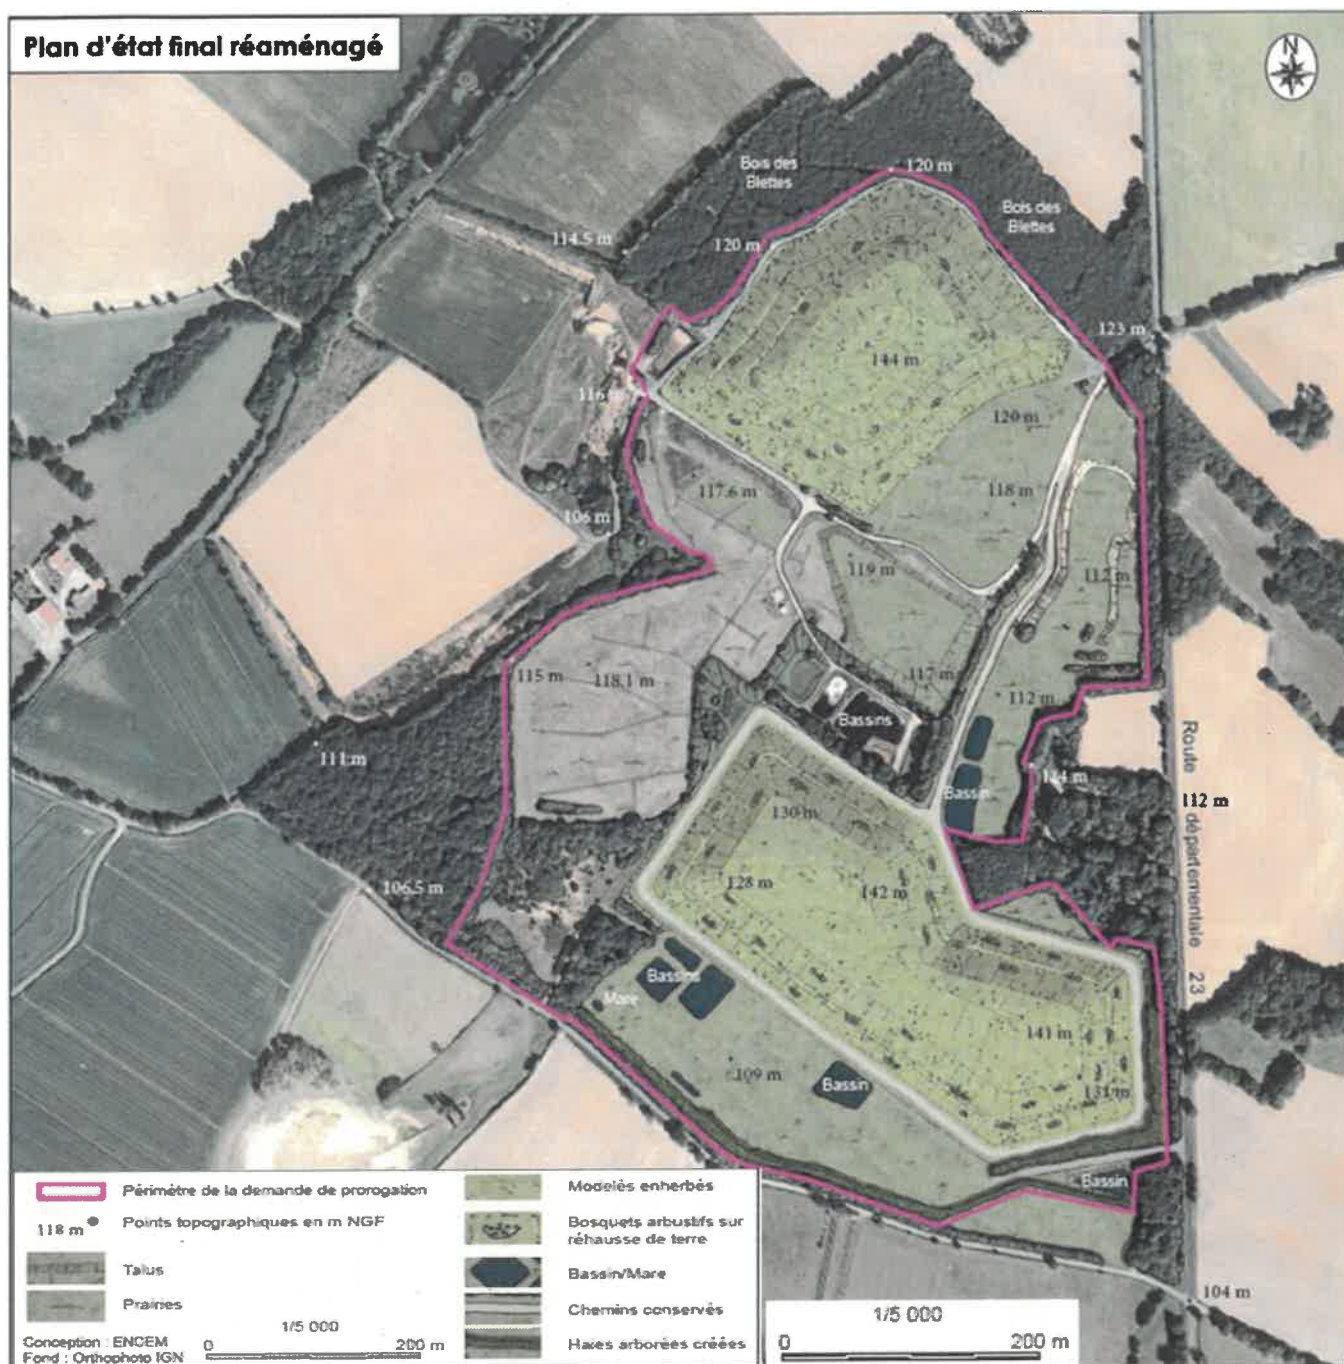 Plan d'état final réaménagé
N
Bois des
Blettes
120 m
Bois des
Blettes
114.5 m
120 m
123 m
144 m
116 m
120 m
117.6 m
118 m
106 m
119 m
112 m
115 m
118.1 m
117 m
112 m
Bassins
111 m
114 m
Bassin
Route départementale 23
112 m
130 m
128 m
142 m
106.5 m
Bassins
Mare
141 m
109 m
Bassin
131 m
Bassin
104 m
Périmètre de la demande de prorogation
118 m
Points topographiques en m NGF
Talus
Prairies
Modelés enherbés
Bosquets arbustifs sur
réhausse de terre
Bassin/Mare
Chemins conservés
Haies arborées créées
Conception : ENCEM
Fond : Orthophoto IGN
1/5 000
0 200 m
1/5 000
0 200 m